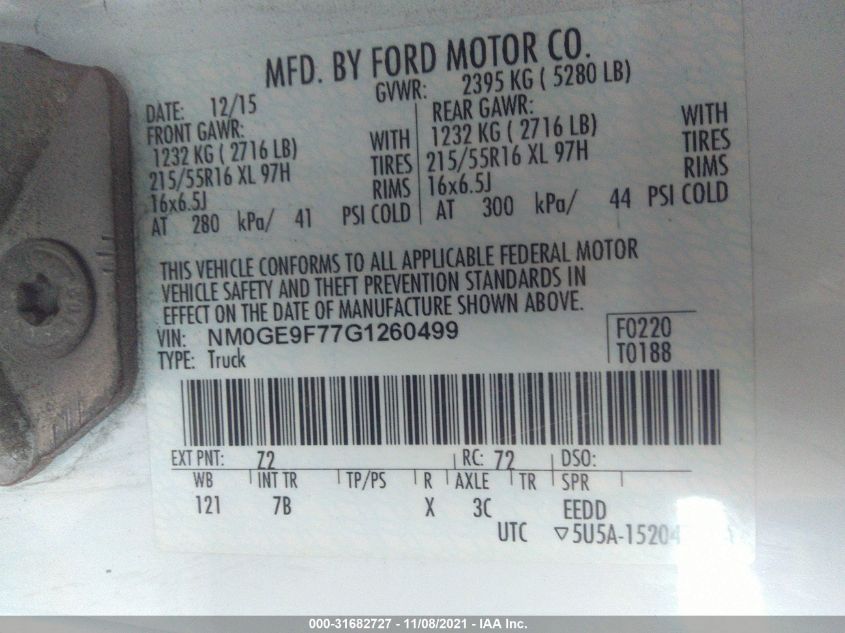 MFD. BY FORD MOTOR CO.
DATE: 12/15 GVWR: 2395 KG ( 5280 LB)
FRONT GAWR: REAR GAWR:
1232 KG ( 2716 LB) WITH 1232 KG ( 2716 LB) WITH
215/55R16 XL 97H TIRES 215/55R16 XL 97H TIRES
16x6.5J RIMS 16x6.5J RIMS
AT 280 kPa/ 41 PSI COLD AT 300 kPa/ 44 PSI COLD
THIS VEHICLE CONFORMS TO ALL APPLICABLE FEDERAL MOTOR
VEHICLE SAFETY AND THEFT PREVENTION STANDARDS IN
EFFECT ON THE DATE OF MANUFACTURE SHOWN ABOVE.
VIN: NM0GE9F77G1260499 F0220
TYPE: Truck T0188
EXT PNT: Z2 RC: 72 DSO:
WB INT TR TP/PS R AXLE TR SPR
121 7B X 3C EEDD
UTC ▽5U5A-15204
000-31682727 - 11/08/2021 - IAA Inc.